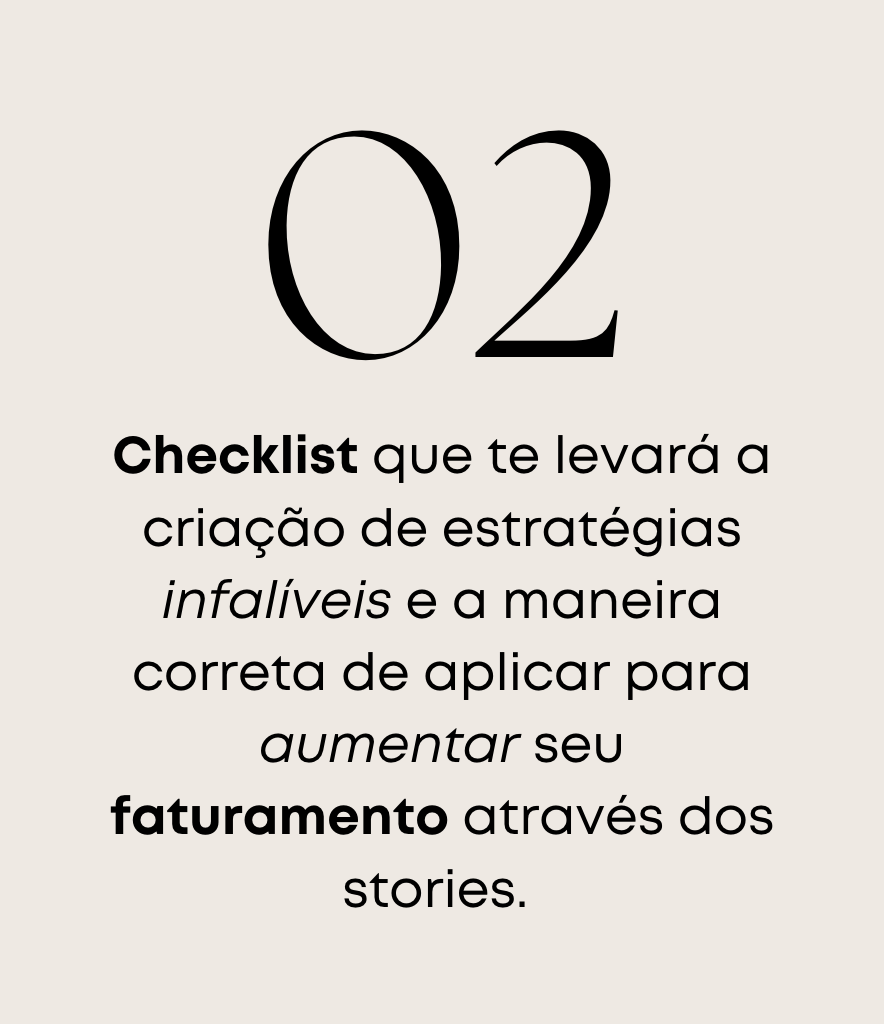 02
Checklist que te levará a
criação de estratégias
infalíveis e a maneira
correta de aplicar para
aumentar seu
faturamento através dos
stories.